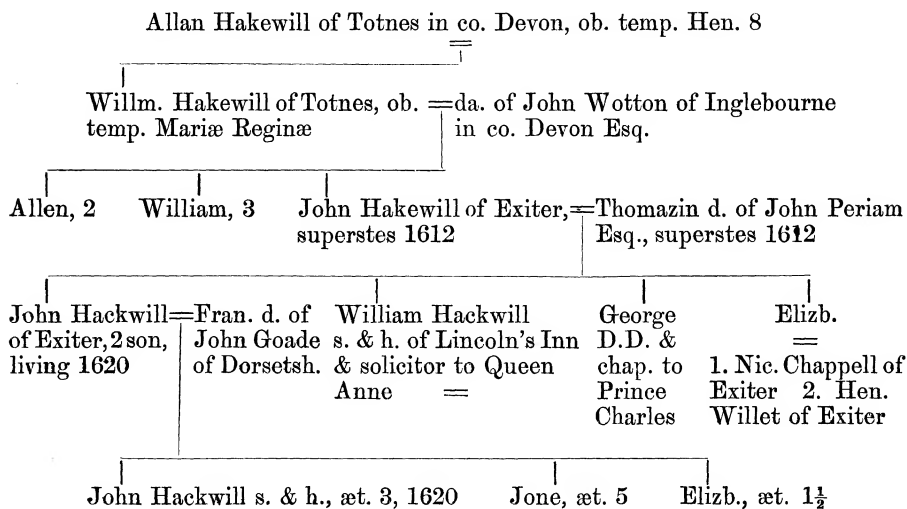 Allan Hakewill of Totnes in co. Devon, ob. temp. Hen. 8
Willm. Hakewill of Totnes, ob. =da. of John Wotton of Inglebourne
temp. Mariæ Reginæ in co. Devon Esq.
Allen, 2 William, 3 John Hakewill of Exiter,=Thomazin d. of John Periam
superstes 1612 Esq., superstes 1612
John Hackwill=Fran. d. of William Hackwill George Elizb.
of Exiter, 2 son, John Goade s. & h. of Lincoln's Inn D.D. & =
living 1620 of Dorsetsh. & solicitor to Queen chap. to 1. Nic. Chappell of
Anne = Prince Exiter 2. Hen.
Charles Willet of Exiter
John Hackwill s. & h., æt. 3, 1620 Jone, æt. 5 Elizb., æt. 1½